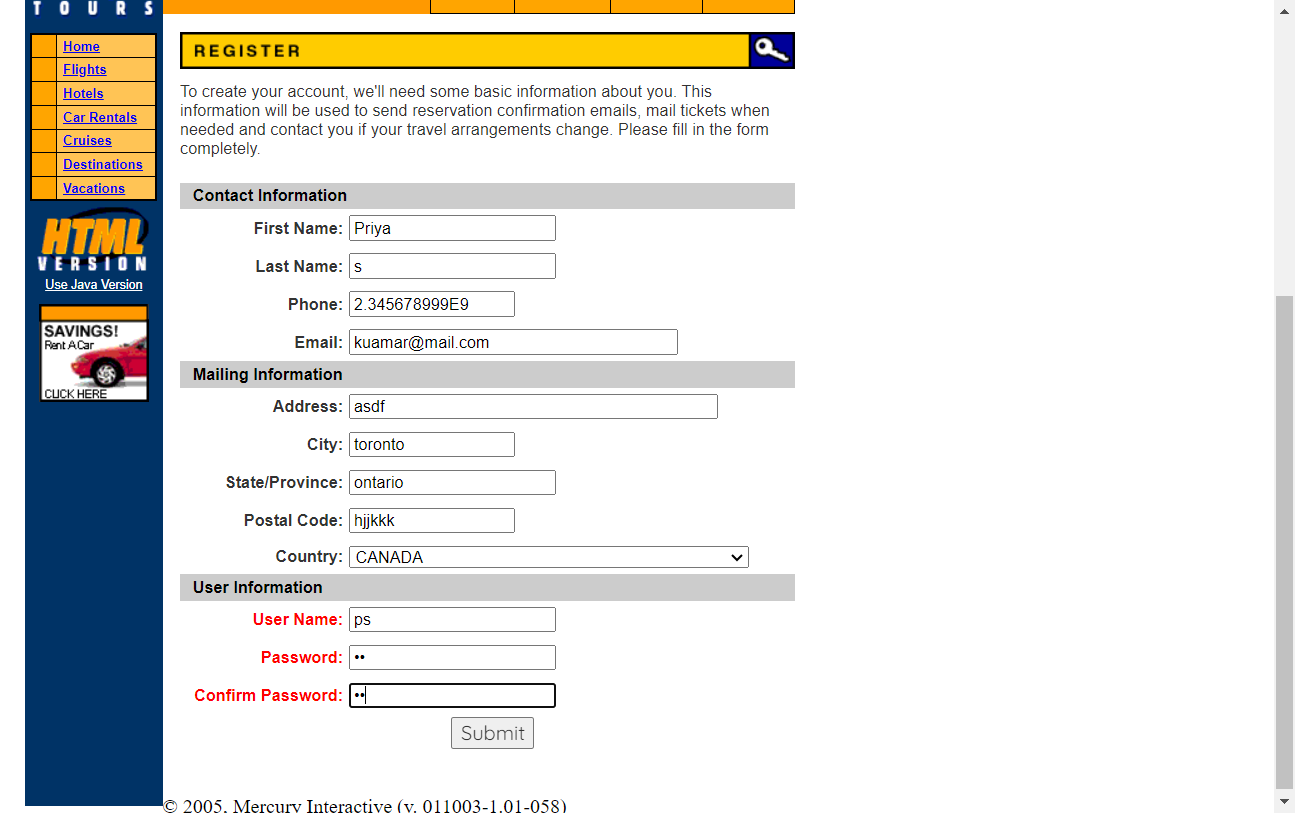 TOURS
Home
Flights
Hotels
Car Rentals
Cruises
Destinations
Vacations
HTML
VERSION
Use Java Version
SAVINGS!
Rent A Car
CLICK HERE
REGISTER
To create your account, we'll need some basic information about you. This
information will be used to send reservation confirmation emails, mail tickets when
needed and contact you if your travel arrangements change. Please fill in the form
completely.
Contact Information
First Name: Priya
Last Name: s
Phone: 2.345678999E9
Email: kuamar@mail.com
Mailing Information
Address: asdf
City: toronto
State/Province: ontario
Postal Code: hjjkkk
Country: CANADA
User Information
User Name: ps
Password: ••
Confirm Password: ••
Submit
© 2005, Mercury Interactive (v. 011003-1.01-058)